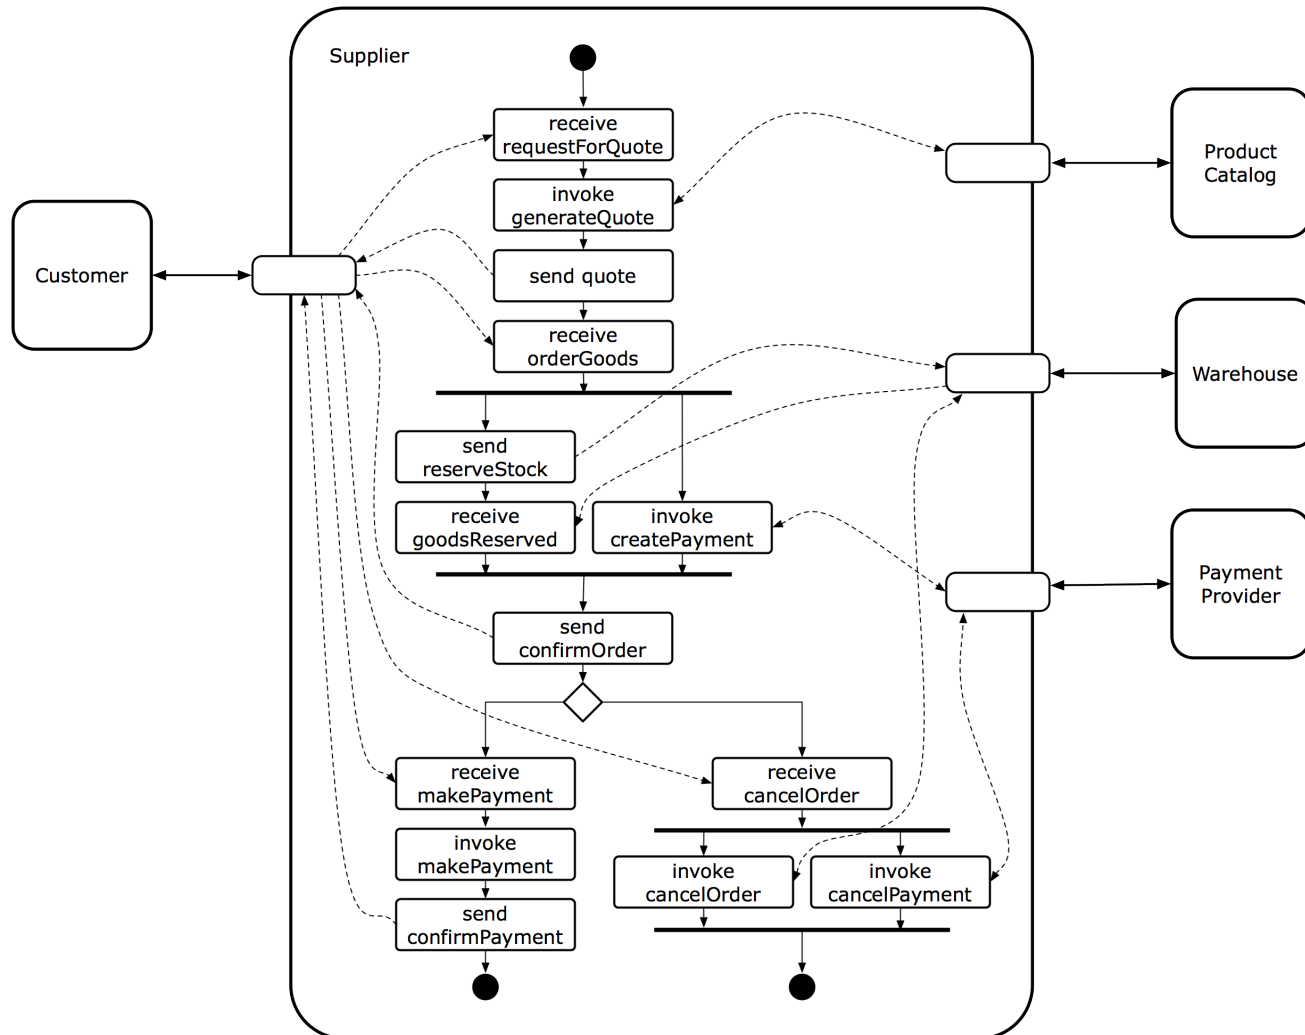 Supplier
receive
requestForQuote
Product
Catalog
invoke
generateQuote
Customer
send quote
receive
orderGoods
Warehouse
send
reserveStock
receive
goodsReserved
invoke
createPayment
Payment
Provider
send
confirmOrder
receive
makePayment
receive
cancelOrder
invoke
makePayment
invoke
cancelOrder
invoke
cancelPayment
send
confirmPayment